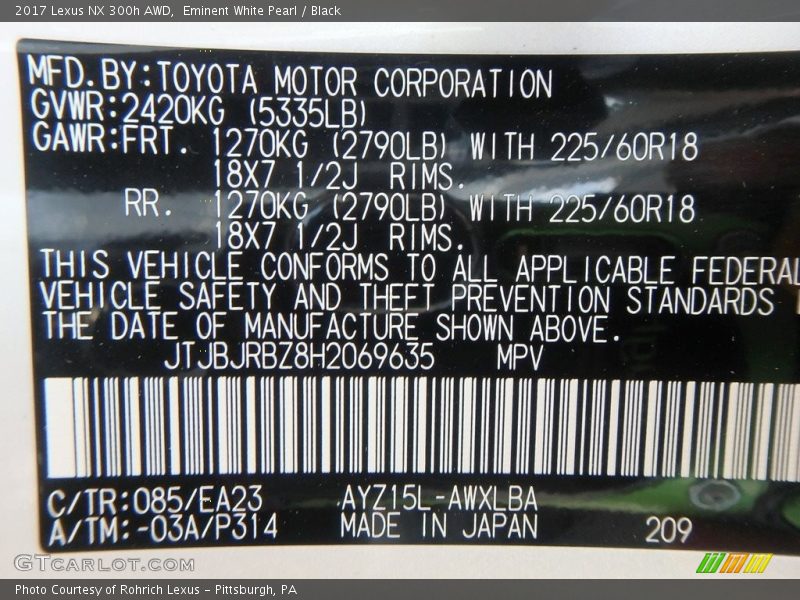 2017 Lexus NX 300h AWD, Eminent White Pearl / Black
MFD.BY:TOYOTA MOTOR CORPORATION
GVWR:2420KG (5335LB)
GAWR:FRT. 1270KG (2790LB) WITH 225/60R18
18X7 1/2J RIMS.
RR. 1270KG (2790LB) WITH 225/60R18
18X7 1/2J RIMS.
THIS VEHICLE CONFORMS TO ALL APPLICABLE FEDERAL
VEHICLE SAFETY AND THEFT PREVENTION STANDARDS
THE DATE OF MANUFACTURE SHOWN ABOVE.
JTJBJRBZ8H2069635 MPV
C/TR:085/EA23 AYZ15L-AWXLBA
A/TM:-03A/P314 MADE IN JAPAN 209
GTCARLOT.COM
Photo Courtesy of Rohrich Lexus - Pittsburgh, PA